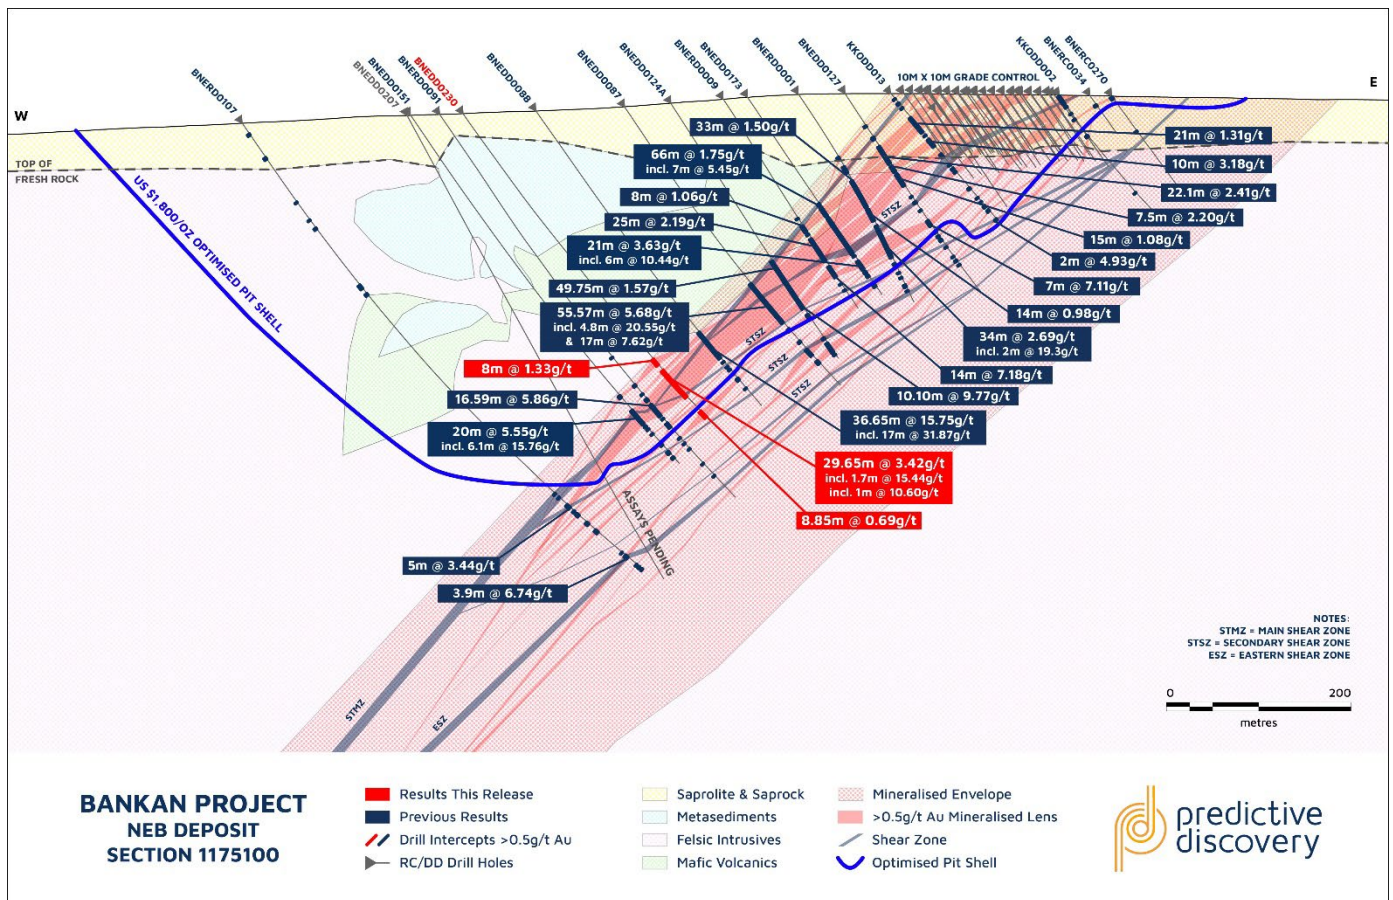 BNERD0107
BNEDD0207
BNEDD0151
BNERD0091
BNEDD0230
BNEDD0088
BNEDD0087
BNEDD0124A
BNERD0009
BNEDD0173
BNERD0001
BNEDD0127
KKODD013
10M X 10M GRADE CONTROL
KKODD002
BNERC0034
BNERC0270
W
E
TOP OF
FRESH ROCK
US $1,800/OZ OPTIMISED PIT SHELL
33m @ 1.50g/t
66m @ 1.75g/t
incl. 7m @ 5.45g/t
8m @ 1.06g/t
25m @ 2.19g/t
21m @ 3.63g/t
incl. 6m @ 10.44g/t
49.75m @ 1.57g/t
55.57m @ 5.68g/t
incl. 4.8m @ 20.55g/t
& 17m @ 7.62g/t
8m @ 1.33g/t
16.59m @ 5.86g/t
20m @ 5.55g/t
incl. 6.1m @ 15.76g/t
5m @ 3.44g/t
3.9m @ 6.74g/t
21m @ 1.31g/t
10m @ 3.18g/t
22.1m @ 2.41g/t
7.5m @ 2.20g/t
15m @ 1.08g/t
2m @ 4.93g/t
7m @ 7.11g/t
14m @ 0.98g/t
34m @ 2.69g/t
incl. 2m @ 19.3g/t
14m @ 7.18g/t
10.10m @ 9.77g/t
36.65m @ 15.75g/t
incl. 17m @ 31.87g/t
29.65m @ 3.42g/t
incl. 1.7m @ 15.44g/t
incl. 1m @ 10.60g/t
8.85m @ 0.69g/t
STSZ
STSZ
STSZ
STSZ
ASSAYS PENDING
STMZ
ESZ
NOTES:
STMZ = MAIN SHEAR ZONE
STSZ = SECONDARY SHEAR ZONE
ESZ = EASTERN SHEAR ZONE
0 200
metres
BANKAN PROJECT
NEB DEPOSIT
SECTION 1175100
Results This Release
Previous Results
Drill Intercepts >0.5g/t Au
RC/DD Drill Holes
Saprolite & Saprock
Metasediments
Felsic Intrusives
Mafic Volcanics
Mineralised Envelope
>0.5g/t Au Mineralised Lens
Shear Zone
Optimised Pit Shell
predictive
discovery